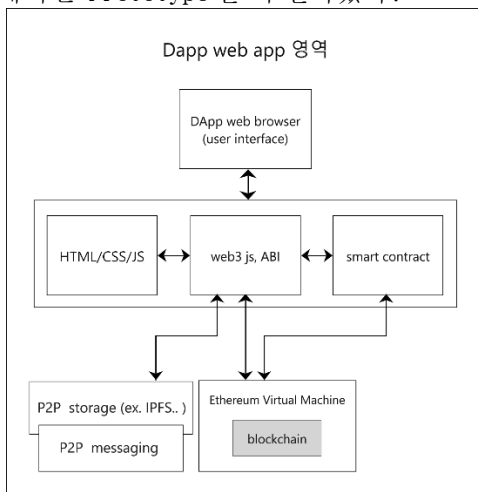 Dapp web app 영역
DApp web browser
(user interface)
HTML/CSS/JS
web3 js, ABI
smart contract
P2P storage (ex. IPFS.. )
P2P messaging
Ethereum Virtual Machine
blockchain